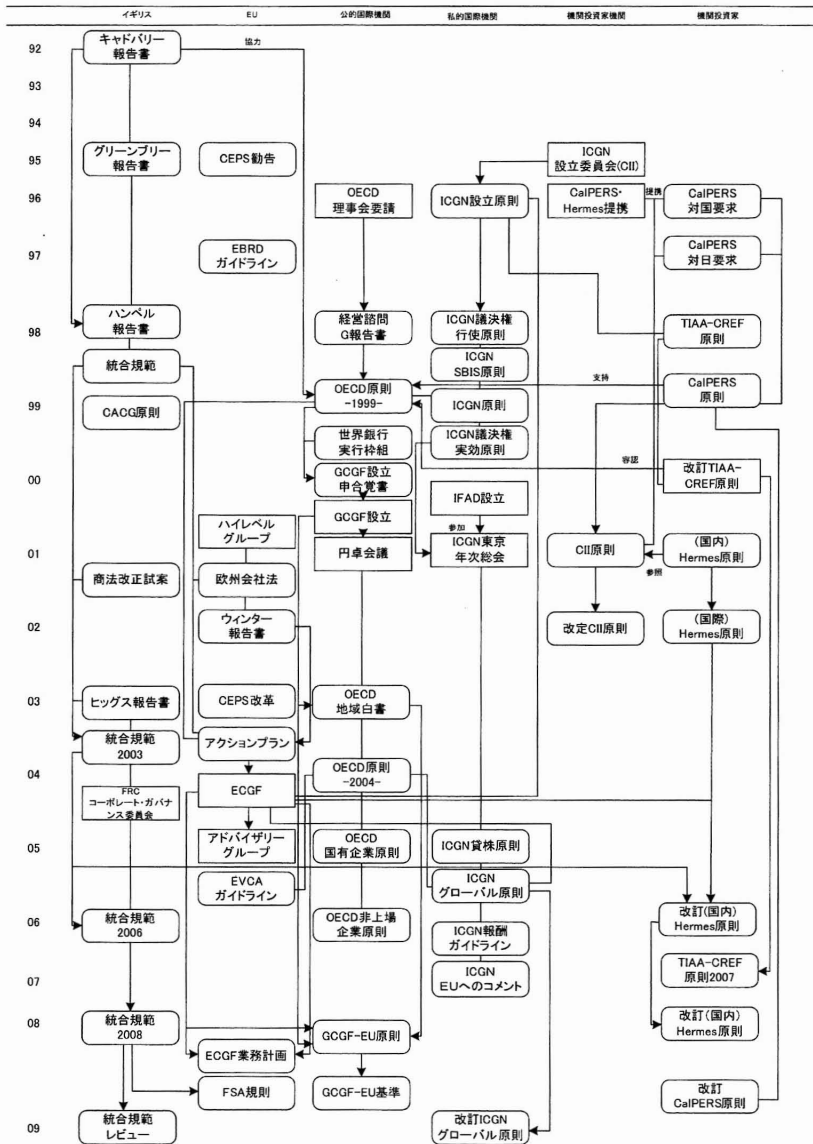 イギリス
EU
公的国際機関
私的国際機関
機関投資家機関
機関投資家
92
キャドバリー
報告書
協力
93
94
95
グリーンブリー
報告書
CEPS勧告
ICGN
設立委員会(CII)
96
OECD
理事会要請
ICGN設立原則
CalPERS・
Hermes提携
提携
CalPERS
対国要求
97
EBRD
ガイドライン
CalPERS
対日要求
98
ハンペル
報告書
経営諮問
G報告書
ICGN議決権
行使原則
TIAA-CREF
原則
統合規範
ICGN
SBIS原則
99
CACG原則
OECD原則
-1999-
ICGN原則
支持
CalPERS
原則
世界銀行
実行枠組
ICGN議決権
実効原則
00
GCGF設立
申合覚書
容認
改訂TIAA-
CREF原則
IFAD設立
GCGF設立
ハイレベル
グループ
参加
01
円卓会議
ICGN東京
年次総会
CII原則
参照
(国内)
Hermes原則
商法改正試案
欧州会社法
02
ウィンター
報告書
改定CII原則
(国際)
Hermes原則
03
ヒッグス報告書
CEPS改革
OECD
地域白書
統合規範
2003
アクションプラン
04
OECD原則
-2004-
FRC
コーポレート・ガバナ
ンス委員会
ECGF
05
アドバイザリー
グループ
OECD
国有企業原則
ICGN貸株原則
EVCA
ガイドライン
ICGN
グローバル原則
06
統合規範
2006
OECD非上場
企業原則
ICGN報酬
ガイドライン
改訂(国内)
Hermes原則
07
ICGN
EUへのコメント
TIAA-CREF
原則2007
08
統合規範
2008
GCGF-EU原則
改訂(国内)
Hermes原則
ECGF業務計画
FSA規則
GCGF-EU基準
改訂
CalPERS原則
09
統合規範
レビュー
改訂ICGN
グローバル原則